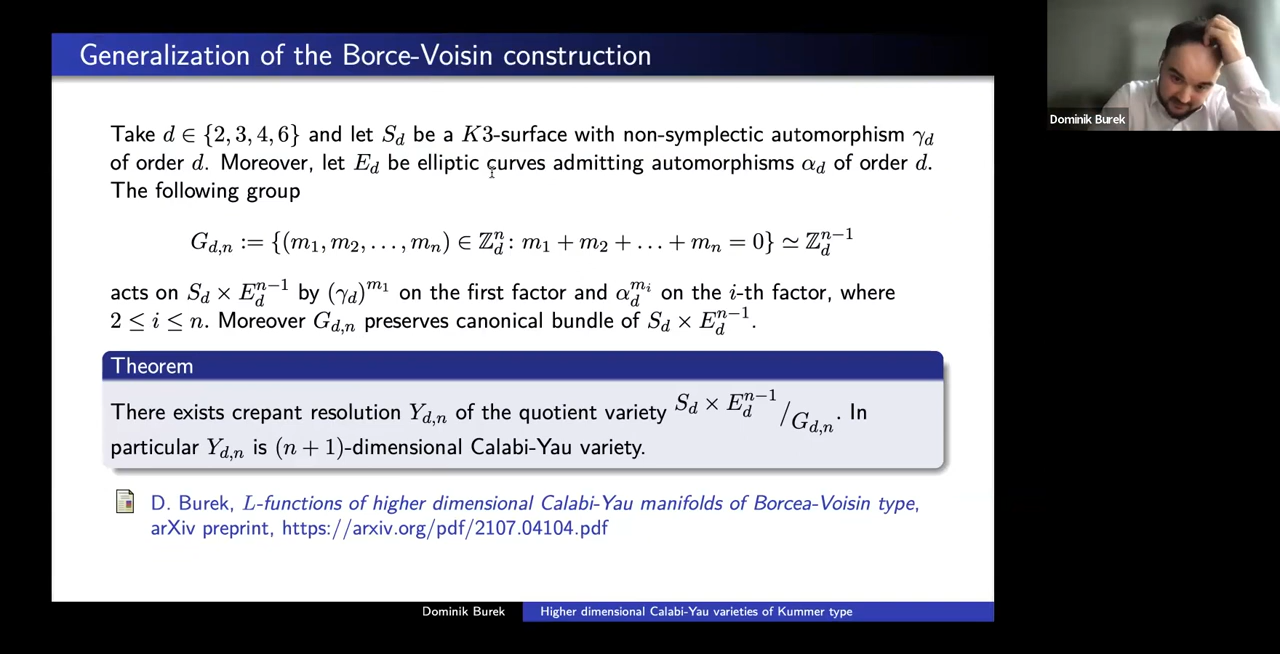 Generalization of the Borce-Voisin construction
Take d ∈ {2, 3, 4, 6} and let S_d be a K3-surface with non-symplectic automorphism γ_d
of order d. Moreover, let E_d be elliptic curves admitting automorphisms α_d of order d.
The following group
G_{d,n} := {(m_1, m_2, . . . , m_n) ∈ ℤ_d^n : m_1 + m_2 + . . . + m_n = 0} ≃ ℤ_d^{n−1}
acts on S_d × E_d^{n−1} by (γ_d)^{m_1} on the first factor and α_d^{m_i} on the i-th factor, where
2 ≤ i ≤ n. Moreover G_{d,n} preserves canonical bundle of S_d × E_d^{n−1}.
Theorem
There exists crepant resolution Y_{d,n} of the quotient variety S_d × E_d^{n−1}/G_{d,n}. In
particular Y_{d,n} is (n + 1)-dimensional Calabi-Yau variety.
D. Burek, L-functions of higher dimensional Calabi-Yau manifolds of Borcea-Voisin type,
arXiv preprint, https://arxiv.org/pdf/2107.04104.pdf
Dominik Burek Higher dimensional Calabi-Yau varieties of Kummer type
Dominik Burek